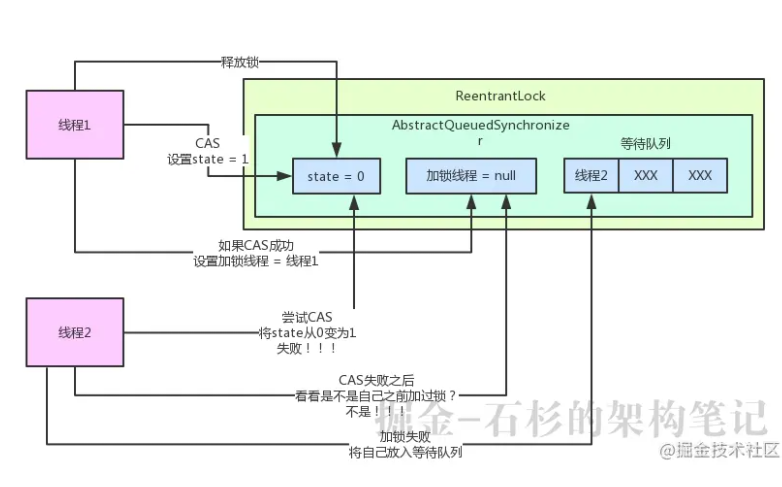 释放锁
ReentrantLock
线程1
AbstractQueuedSynchronize
r
等待队列
CAS
设置state = 1
state = 0
加锁线程 = null
线程2
XXX
XXX
如果CAS成功
设置加锁线程 = 线程1
线程2
尝试CAS
将state从0变为1
失败！！！
CAS失败之后
看看是不是自己之前加过锁？
不是！！！
掘金-石杉的架构笔记
加锁失败
将自己放入等待队列
@掘金技术社区